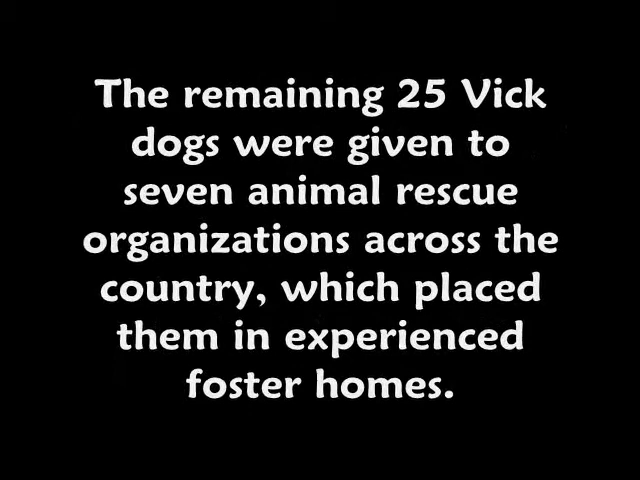 The remaining 25 Vick
dogs were given to
seven animal rescue
organizations across the
country, which placed
them in experienced
foster homes.